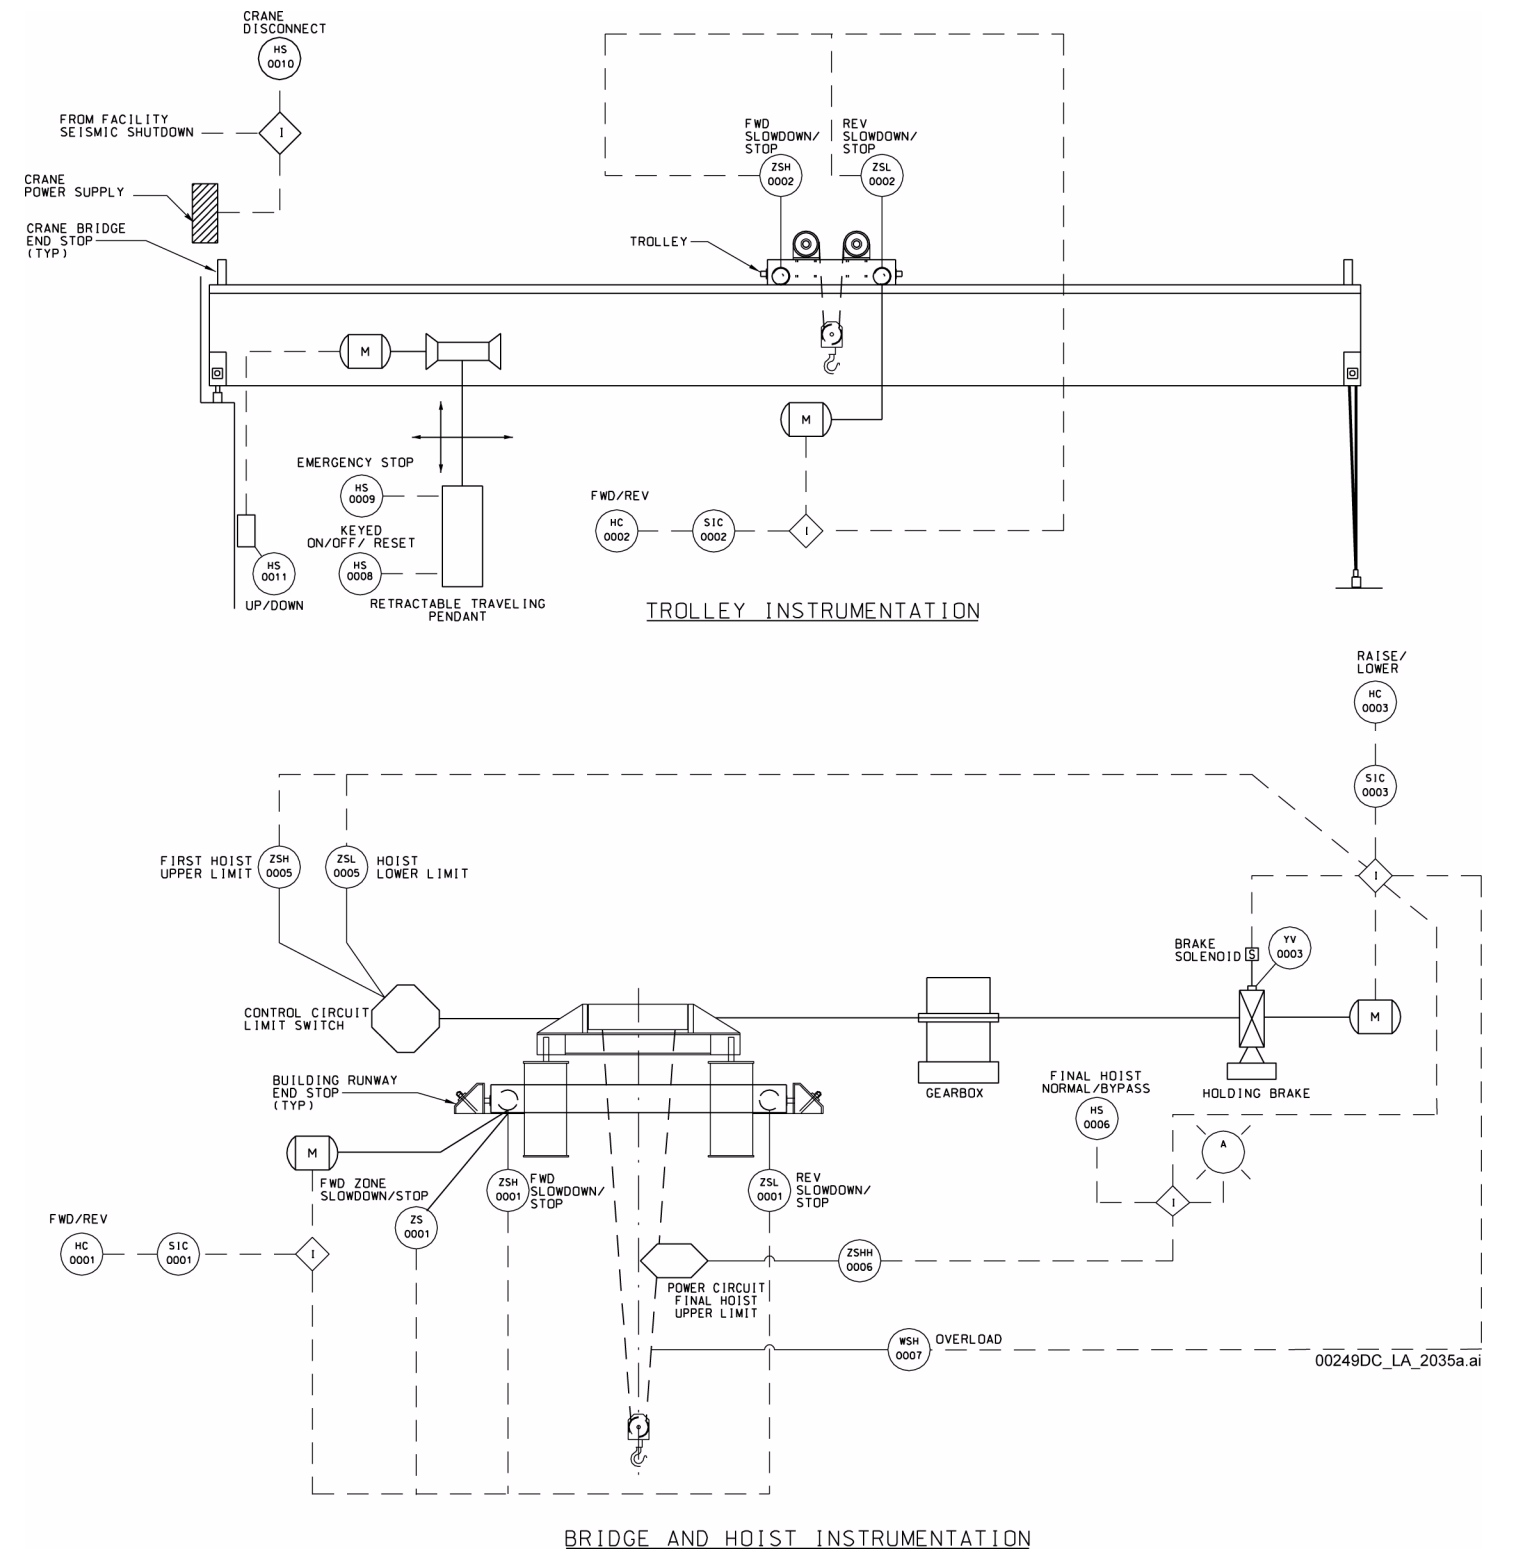 CRANE
DISCONNECT
HS
0010
FROM FACILITY
SEISMIC SHUTDOWN
I
CRANE
POWER SUPPLY
CRANE BRIDGE
END STOP
(TYP)
FWD
SLOWDOWN/
STOP
ZSH
0002
REV
SLOWDOWN/
STOP
ZSL
0002
TROLLEY
M
M
EMERGENCY STOP
HS
0009
KEYED
ON/OFF/ RESET
HS
0008
HS
0011
UP/DOWN
RETRACTABLE TRAVELING
PENDANT
FWD/REV
HC
0002
SIC
0002
I
TROLLEY INSTRUMENTATION
RAISE/
LOWER
HC
0003
SIC
0003
FIRST HOIST
UPPER LIMIT
ZSH
0005
ZSL
0005
HOIST
LOWER LIMIT
I
BRAKE
SOLENOID
S
YV
0003
CONTROL CIRCUIT
LIMIT SWITCH
M
BUILDING RUNWAY
END STOP
(TYP)
GEARBOX
HOLDING BRAKE
FINAL HOIST
NORMAL/BYPASS
HS
0006
A
M
FWD ZONE
SLOWDOWN/STOP
ZSH
0001
FWD
SLOWDOWN/
STOP
ZSL
0001
REV
SLOWDOWN/
STOP
I
FWD/REV
HC
0001
SIC
0001
I
ZS
0001
POWER CIRCUIT
FINAL HOIST
UPPER LIMIT
ZSHH
0006
WSH
0007
OVERLOAD
00249DC_LA_2035a.ai
BRIDGE AND HOIST INSTRUMENTATION